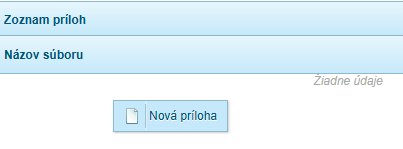 Zoznam príloh
Názov súboru
Žiadne údaje
Nová príloha